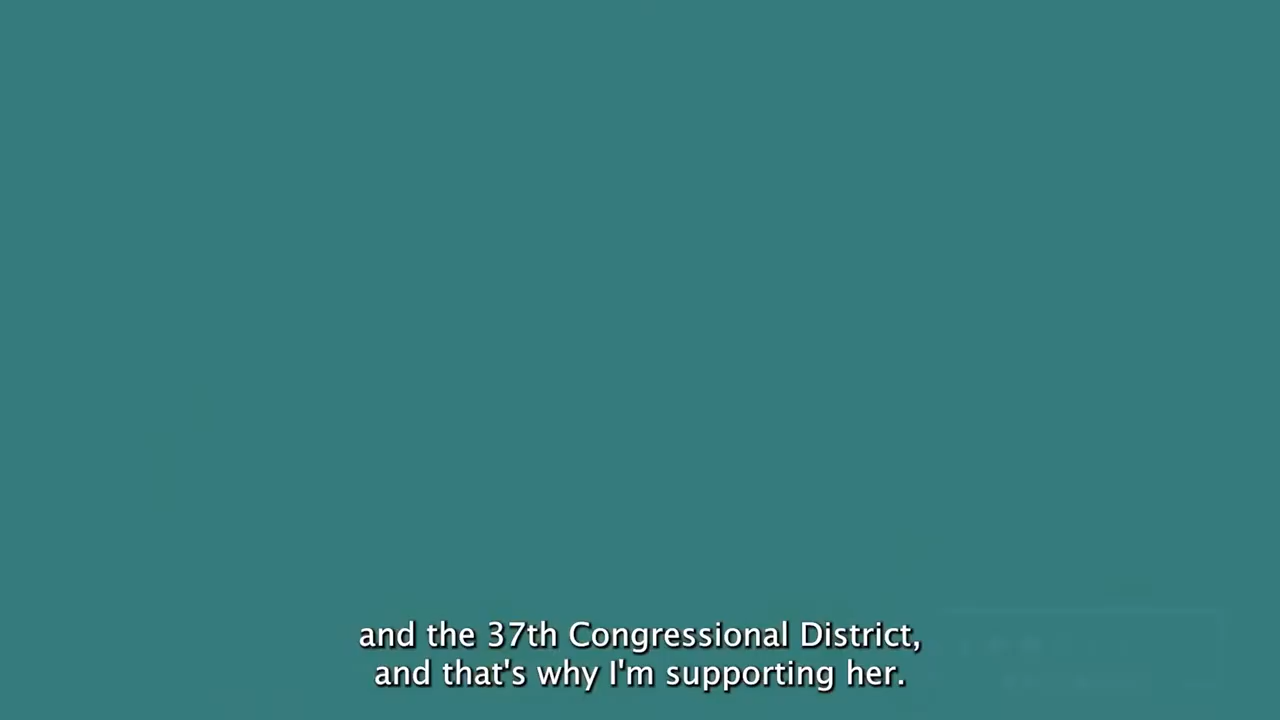 and the 37th Congressional District,
and that's why I'm supporting her.